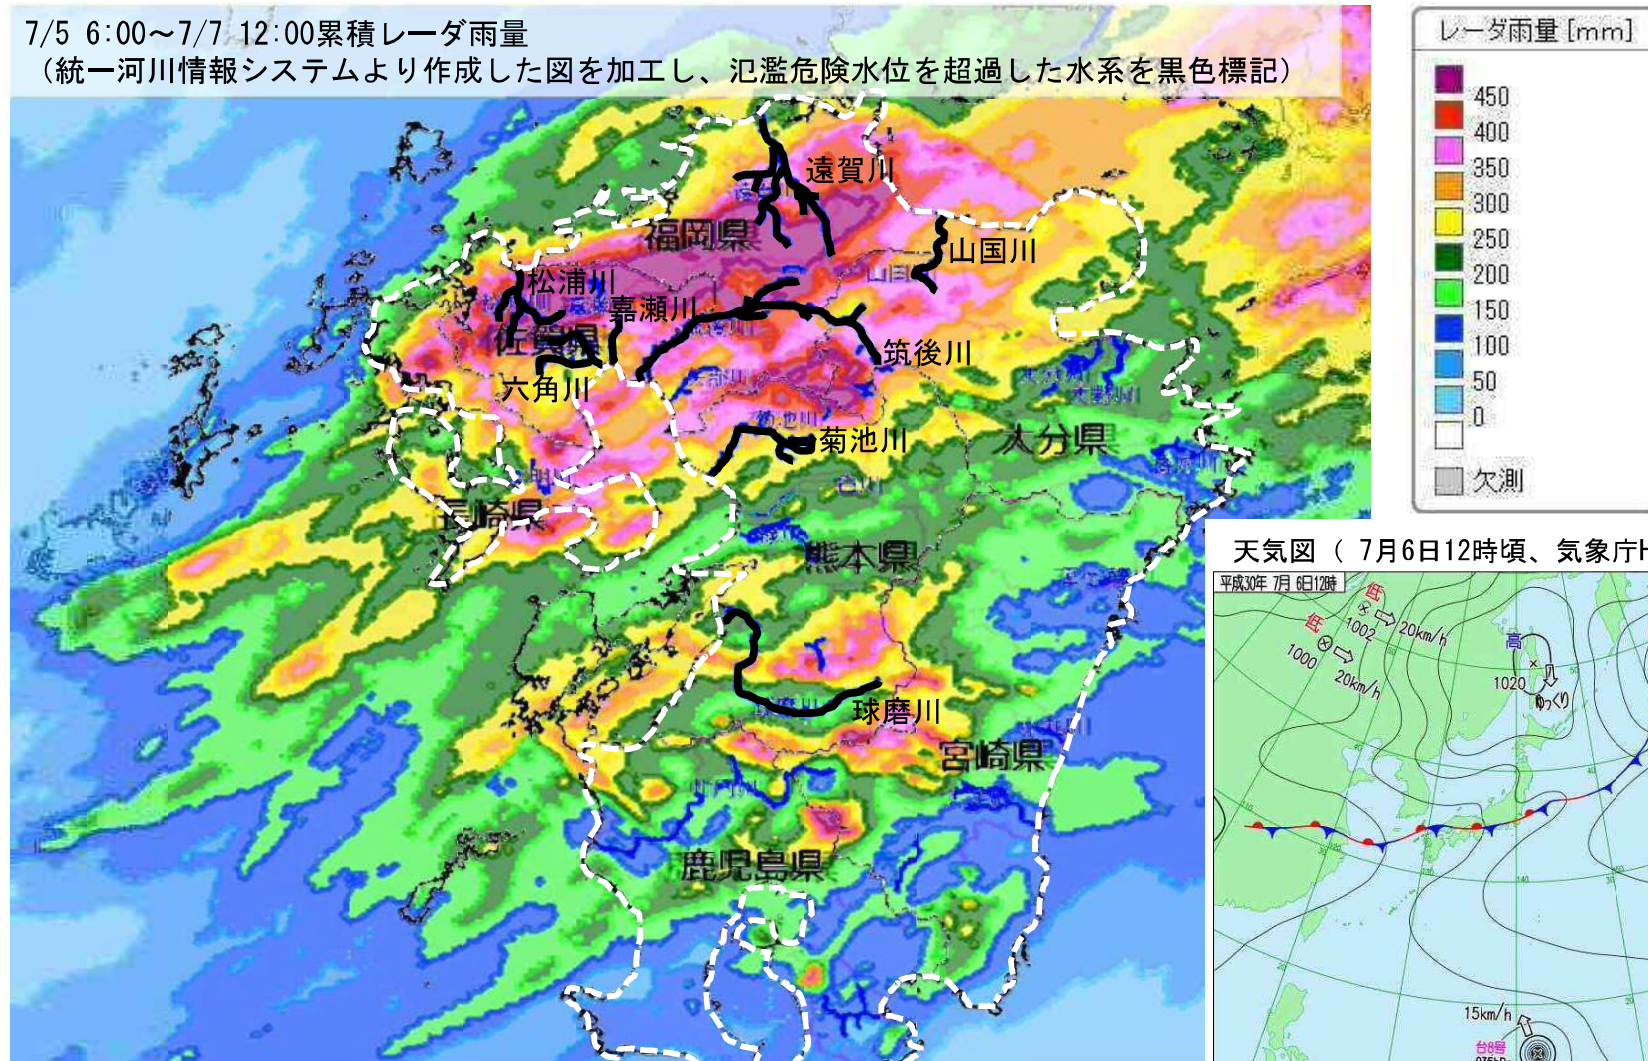 7/5 6:00～7/7 12:00累積レーダ雨量
（統一河川情報システムより作成した図を加工し、氾濫危険水位を超過した水系を黒色標記）
レーダ雨量 [mm]
450
400
350
300
250
200
150
100
50
0
欠測
遠賀川
福岡県
山国川
松浦川
嘉瀬川
佐賀県
筑後川
六角川
菊池川
大分県
長崎県
熊本県
球磨川
宮崎県
鹿児島県
天気図（ 7月6日12時頃、気象庁H
平成30年 7月 6日12時
低
1002
20km/h
低
1000
20km/h
高
1020
ゆっくり
15km/h
台8号